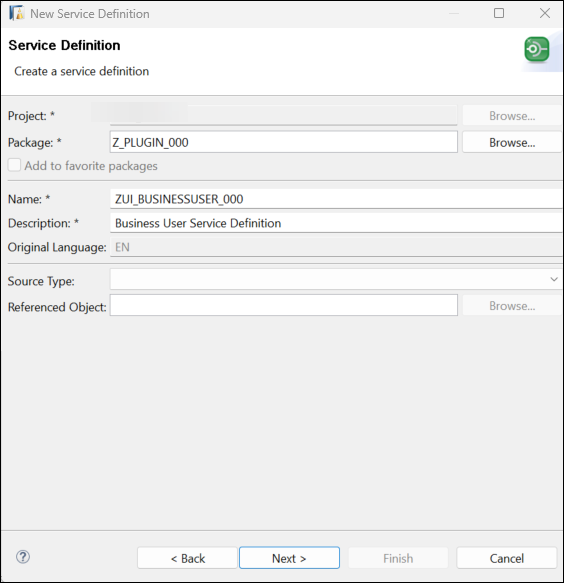 New Service Definition
Service Definition
Create a service definition
Project: *
Browse...
Package: *
Z_PLUGIN_000
Browse...
Add to favorite packages
Name: *
ZUI_BUSINESSUSER_000
Description: *
Business User Service Definition
Original Language:
EN
Source Type:
Referenced Object:
Browse...
?
< Back
Next >
Finish
Cancel